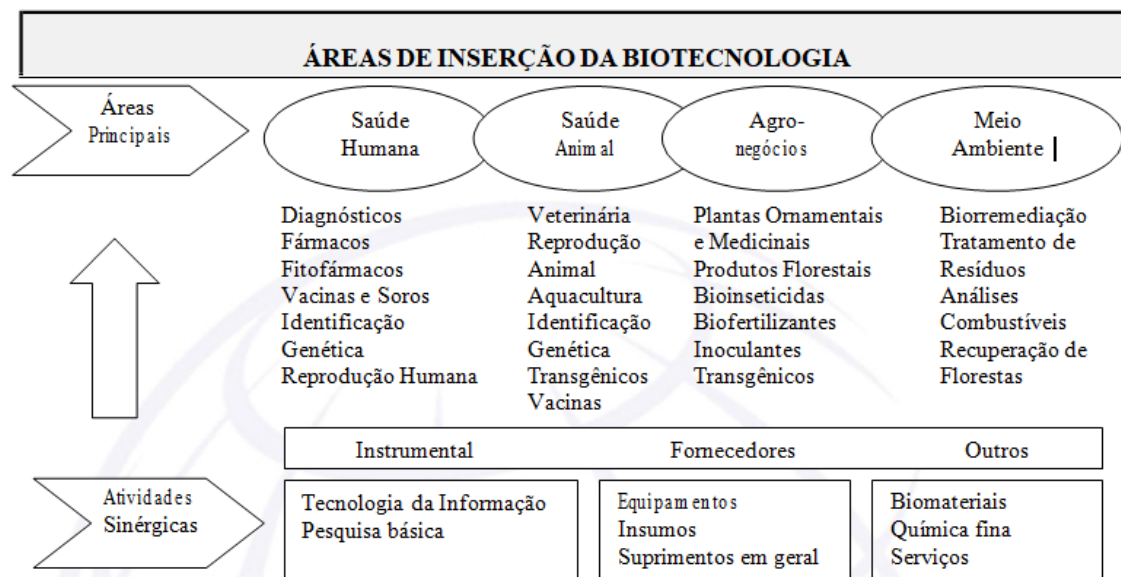 ÁREAS DE INSERÇÃO DA BIOTECNOLOGIA
Áreas
Principais
Saúde
Humana
Saúde
Animal
Agro-
negócios
Meio
Ambiente
Diagnósticos
Fármacos
Fitofármacos
Vacinas e Soros
Identificação
Genética
Reprodução Humana
Veterinária
Reprodução
Animal
Aquacultura
Identificação
Genética
Transgênicos
Vacinas
Plantas Ornamentais
e Medicinais
Produtos Florestais
Bioinseticidas
Biofertilizantes
Inoculantes
Transgênicos
Biorremediação
Tratamento de
Resíduos
Análises
Combustíveis
Recuperação de
Florestas
Instrumental
Fornecedores
Outros
Atividades
Sinérgicas
Tecnologia da Informação
Pesquisa básica
Equipamentos
Insumos
Suprimentos em geral
Biomateriais
Química fina
Serviços